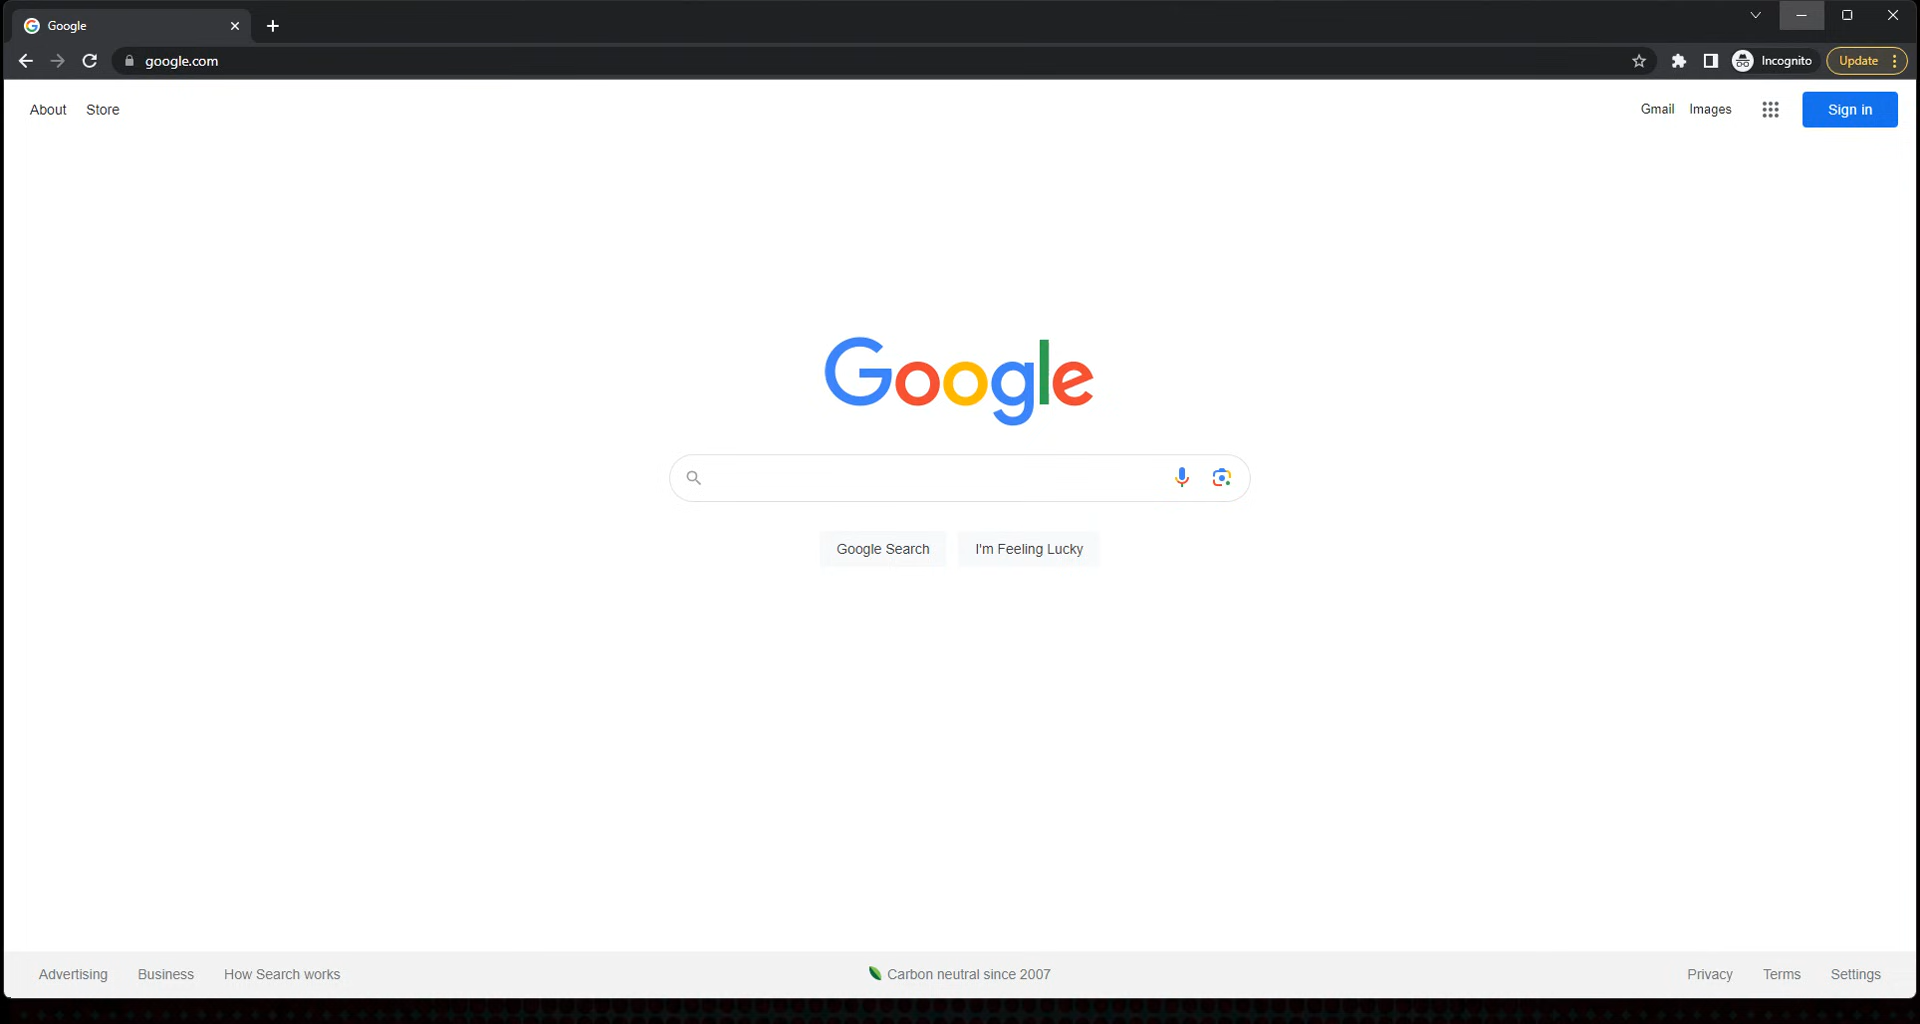 Google
google.com
Incognito
Update
About Store
Gmail Images
Sign in
Google
Google Search
I'm Feeling Lucky
Advertising Business How Search works
Carbon neutral since 2007
Privacy Terms Settings